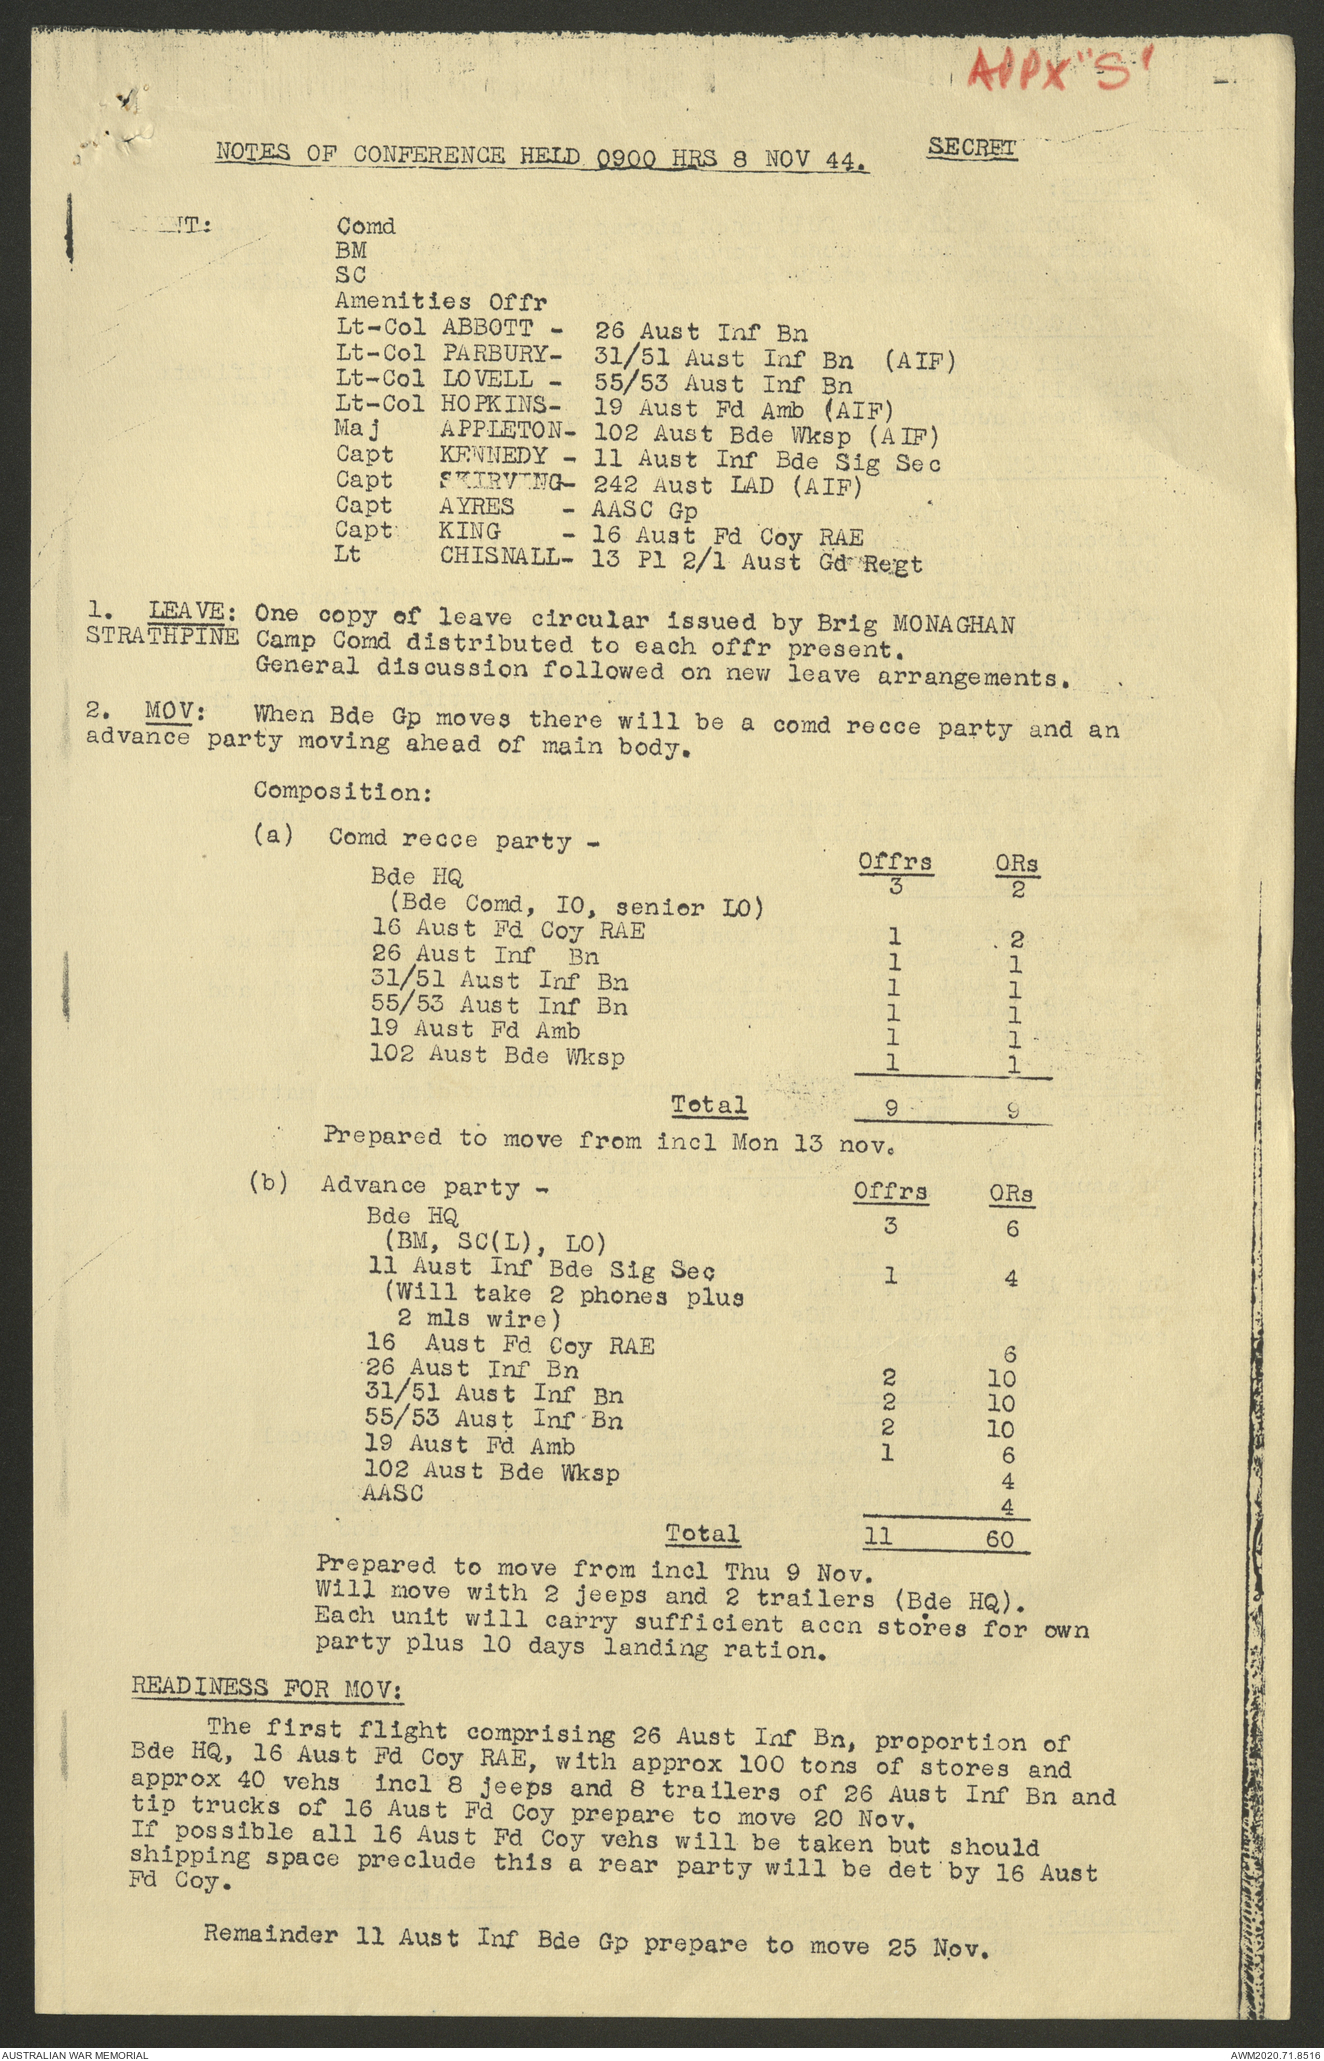 APPX "S"
NOTES OF CONFERENCE HELD 0900 HRS 8 NOV 44. SECRET
NT: Comd
BM
SC
Amenities Offr
Lt-Col ABBOTT - 26 Aust Inf Bn
Lt-Col PARBURY- 31/51 Aust Inf Bn (AIF)
Lt-Col LOVELL - 55/53 Aust Inf Bn
Lt-Col HOPKINS- 19 Aust Fd Amb (AIF)
Maj APPLETON- 102 Aust Bde Wksp (AIF)
Capt KENNEDY - 11 Aust Inf Bde Sig Sec
Capt SKIRVING- 242 Aust LAD (AIF)
Capt AYRES - AASC Gp
Capt KING - 16 Aust Fd Coy RAE
Lt CHISNALL- 13 Pl 2/1 Aust Gd Regt
1. LEAVE: One copy of leave circular issued by Brig MONAGHAN
STRATHPINE Camp Comd distributed to each offr present.
General discussion followed on new leave arrangements.
2. MOV: When Bde Gp moves there will be a comd recce party and an
advance party moving ahead of main body.
Composition:
(a) Comd recce party -
Offrs ORs
Bde HQ 3 2
(Bde Comd, IO, senior LO)
16 Aust Fd Coy RAE 1 2
26 Aust Inf Bn 1 1
31/51 Aust Inf Bn 1 1
55/53 Aust Inf Bn 1 1
19 Aust Fd Amb 1 1
102 Aust Bde Wksp 1 1
Total 9 9
Prepared to move from incl Mon 13 nov.
(b) Advance party - Offrs ORs
Bde HQ 3 6
(BM, SC(L), LO)
11 Aust Inf Bde Sig Sec 1 4
(Will take 2 phones plus
2 mls wire)
16 Aust Fd Coy RAE 6
26 Aust Inf Bn 2 10
31/51 Aust Inf Bn 2 10
55/53 Aust Inf Bn 2 10
19 Aust Fd Amb 1 6
102 Aust Bde Wksp 4
AASC 4
Total 11 60
Prepared to move from incl Thu 9 Nov.
Will move with 2 jeeps and 2 trailers (Bde HQ).
Each unit will carry sufficient accn stores for own
party plus 10 days landing ration.
READINESS FOR MOV:
The first flight comprising 26 Aust Inf Bn, proportion of
Bde HQ, 16 Aust Fd Coy RAE, with approx 100 tons of stores and
approx 40 vehs incl 8 jeeps and 8 trailers of 26 Aust Inf Bn and
tip trucks of 16 Aust Fd Coy prepare to move 20 Nov.
If possible all 16 Aust Fd Coy vehs will be taken but should
shipping space preclude this a rear party will be det by 16 Aust
Fd Coy.
Remainder 11 Aust Inf Bde Gp prepare to move 25 Nov.
AUSTRALIAN WAR MEMORIAL AWM2020.71.8516